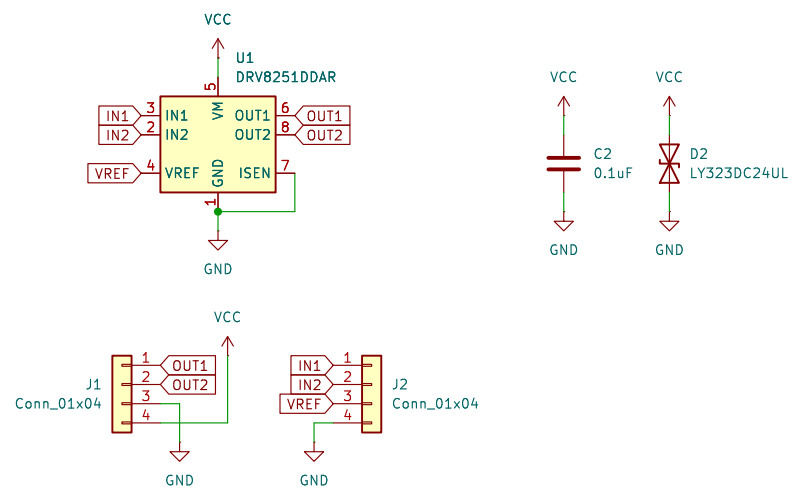 VCC
U1
DRV8251DDAR
5
VM
IN1 3 IN1 OUT1 6 OUT1
IN2 2 IN2 OUT2 8 OUT2
VREF 4 VREF GND ISEN 7
1
GND
VCC
C2
0.1uF
GND
VCC
D2
LY323DC24UL
GND
VCC
J1
Conn_01x04
1 OUT1
2 OUT2
3
4
GND
IN1 1
IN2 2
VREF 3
4
J2
Conn_01x04
GND